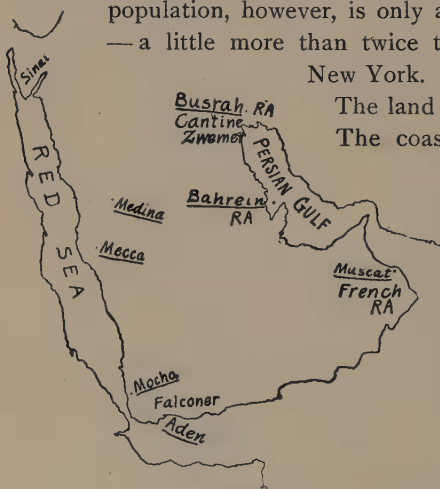 population, however, is only a
— a little more than twice t
New York.
The land
The coas
Sinai
RED SEA
Busrah. RA
Cantine
Zwemer
PERSIAN GULF
Medina
Bahrein
RA
Mecca
Muscat
French
RA
Mocha
Falconer
Aden